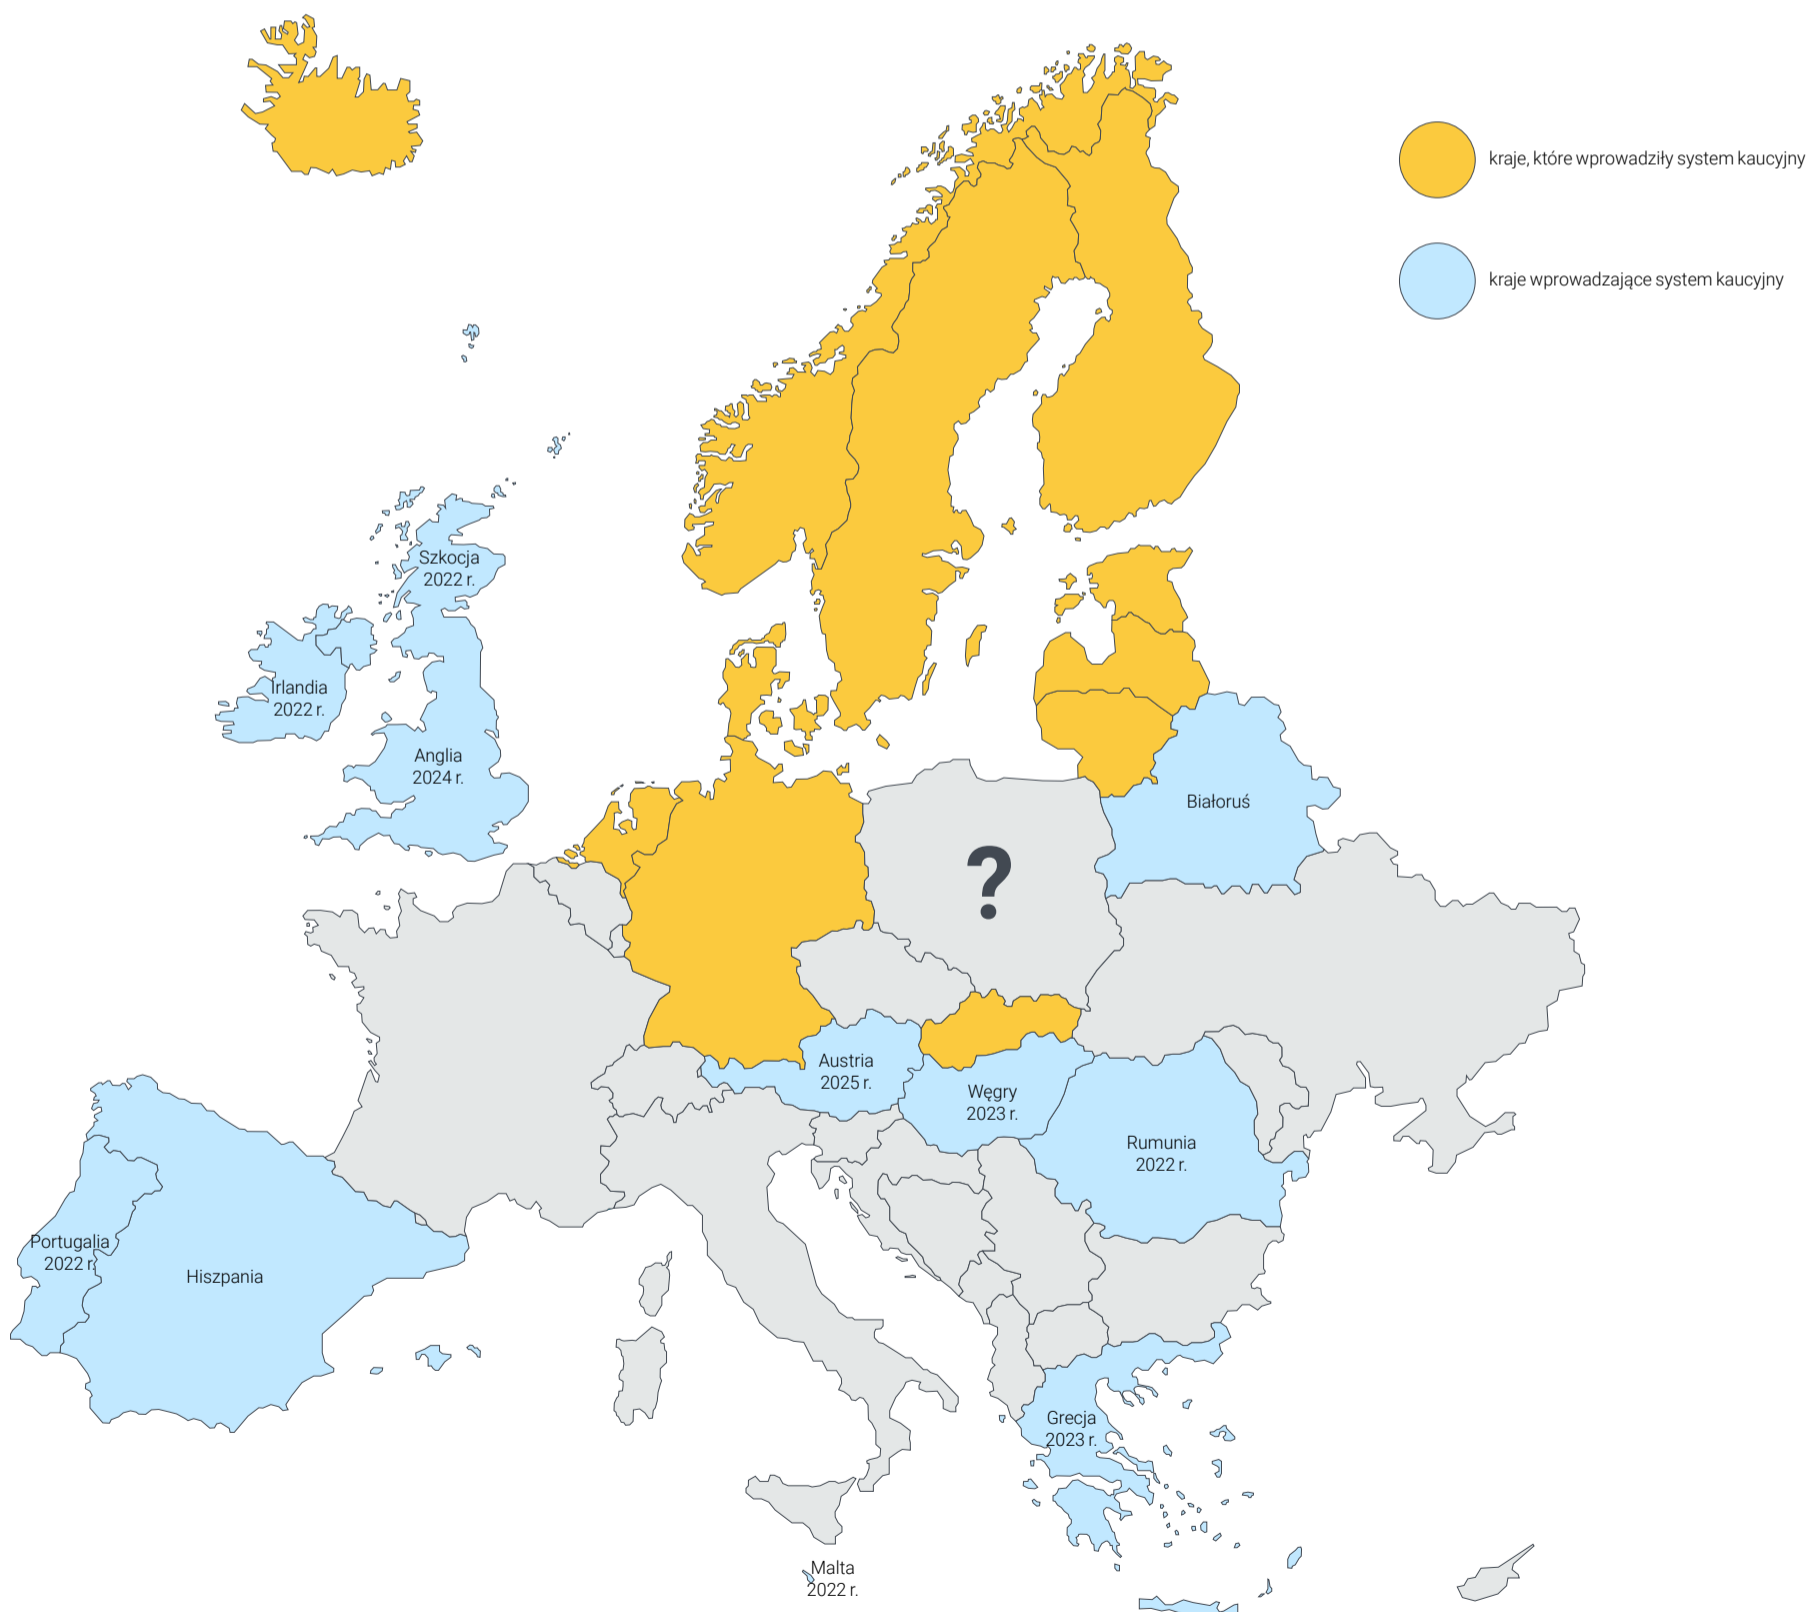 kraje, które wprowadziły system kaucyjny
kraje wprowadzające system kaucyjny
Szkocja
2022 r.
Irlandia
2022 r.
Anglia
2024 r.
Białoruś
?
Austria
2025 r.
Węgry
2023 r.
Rumunia
2022 r.
Portugalia
2022 r.
Hiszpania
Grecja
2023 r.
Malta
2022 r.